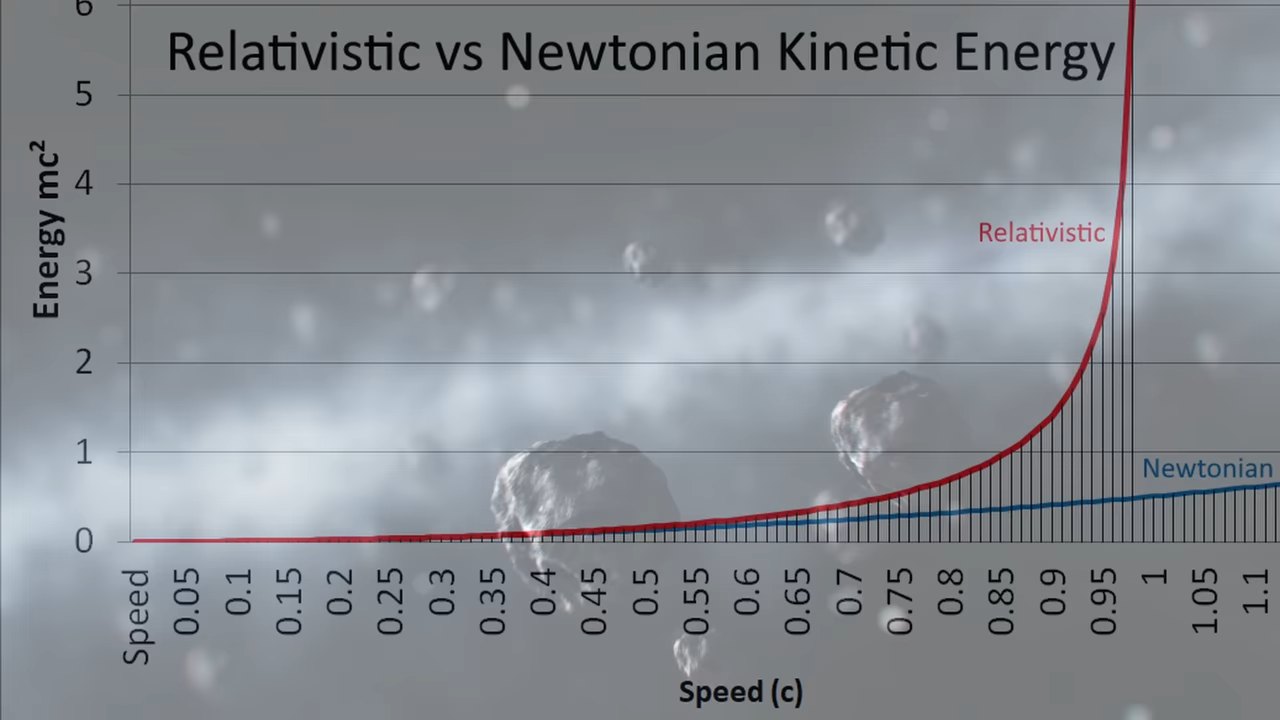 6
Relativistic vs Newtonian Kinetic Energy
5
Energy mc²
4
Relativistic
3
2
1
Newtonian
0
Speed 0.05 0.1 0.15 0.2 0.25 0.3 0.35 0.4 0.45 0.5 0.55 0.6 0.65 0.7 0.75 0.8 0.85 0.9 0.95 1 1.05 1.1
Speed (c)